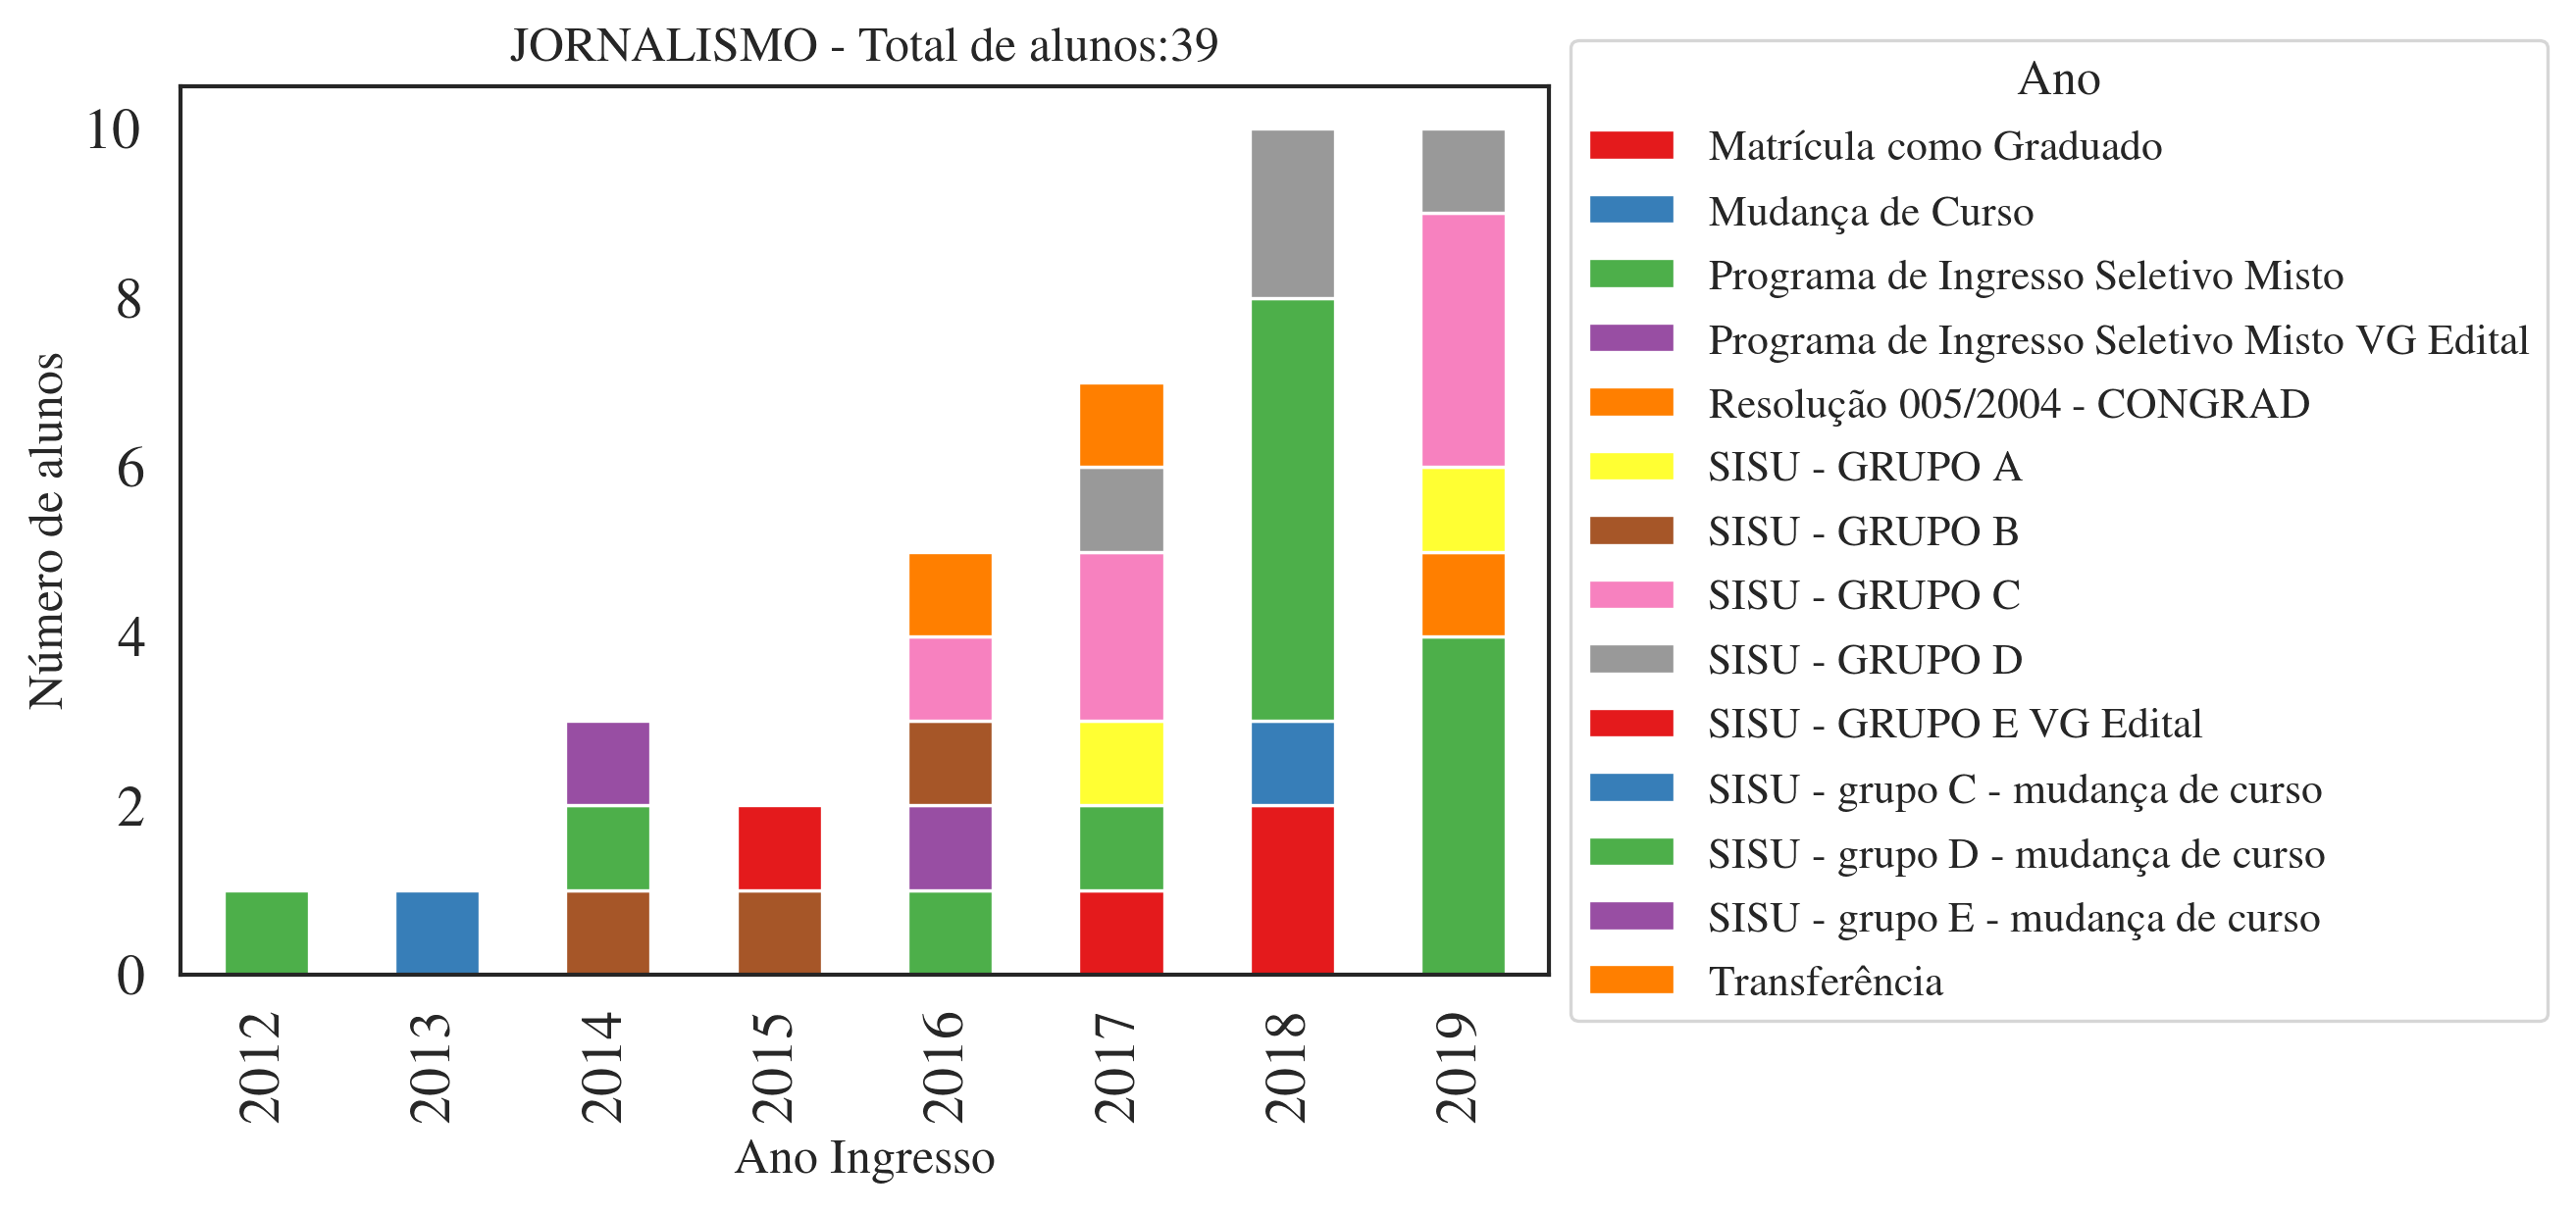 JORNALISMO - Total de alunos:39
10
8
6
4
2
0
Número de alunos
2012
2013
2014
2015
2016
2017
2018
2019
Ano Ingresso
Ano
Matrícula como Graduado
Mudança de Curso
Programa de Ingresso Seletivo Misto
Programa de Ingresso Seletivo Misto VG Edital
Resolução 005/2004 - CONGRAD
SISU - GRUPO A
SISU - GRUPO B
SISU - GRUPO C
SISU - GRUPO D
SISU - GRUPO E VG Edital
SISU - grupo C - mudança de curso
SISU - grupo D - mudança de curso
SISU - grupo E - mudança de curso
Transferência